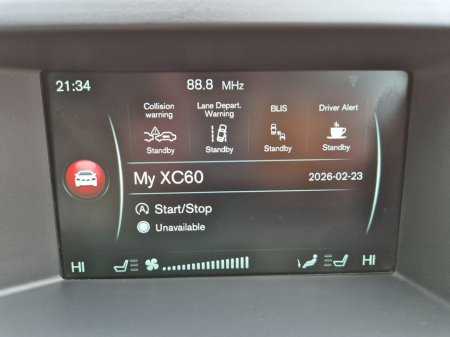 21:34 88.8 MHz
Collision warning Lane Depart. Warning BLIS Driver Alert
Standby Standby Standby Standby
My XC60 2026-02-23
Start/Stop
Unavailable
HI HI